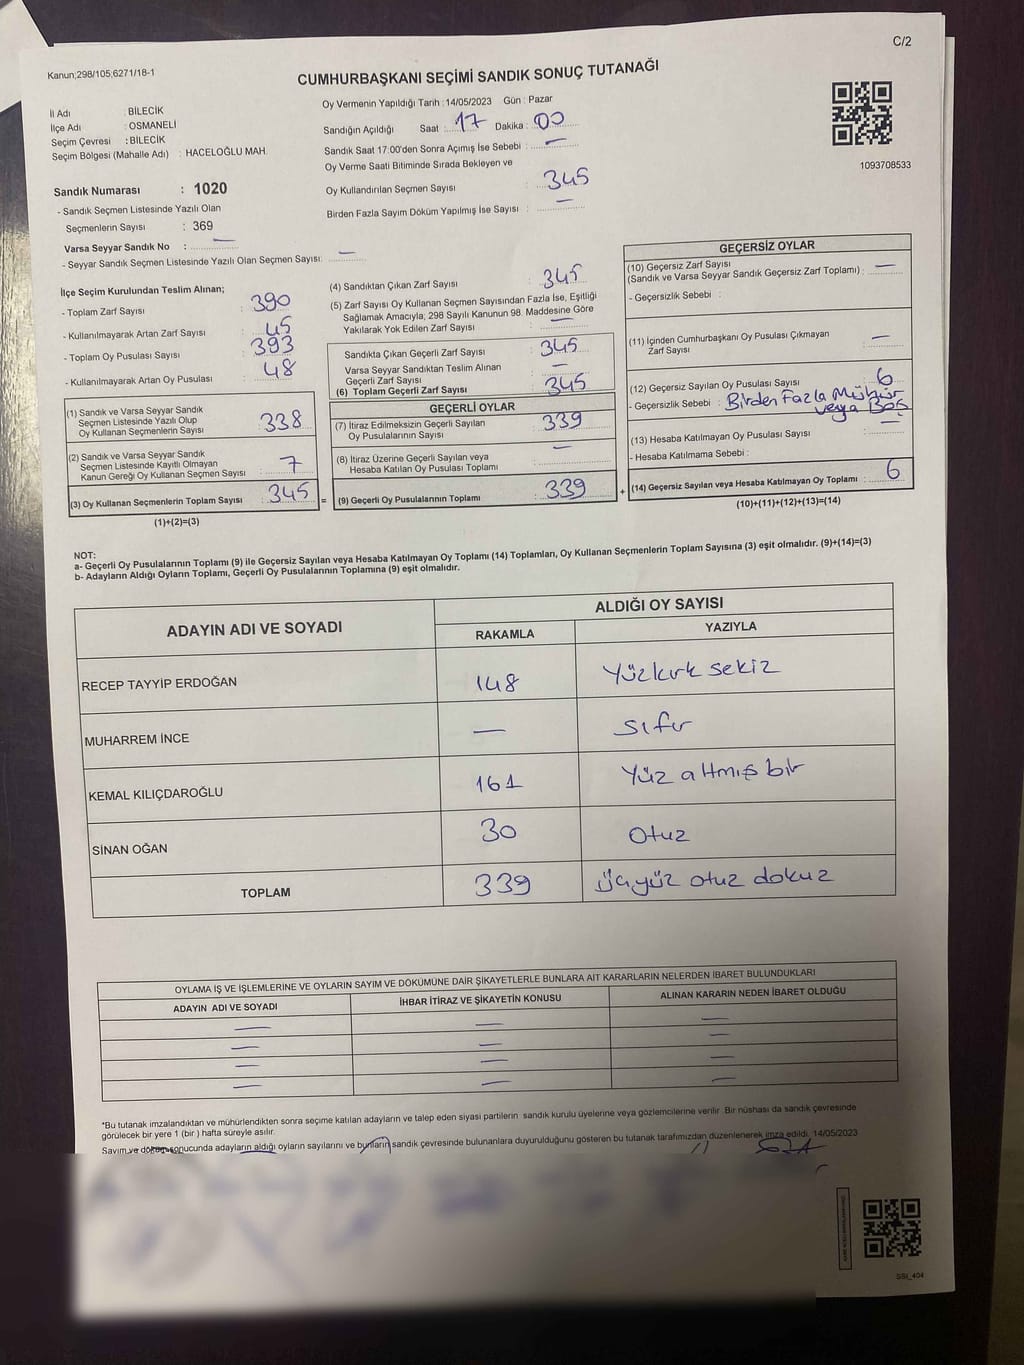 C/2
Kanun;298/105;6271/18-1
CUMHURBAŞKANI SEÇİMİ SANDIK SONUÇ TUTANAĞI
İl Adı : BİLECİK
İlçe Adı : OSMANELİ
Seçim Çevresi : BİLECİK
Seçim Bölgesi (Mahalle Adı) : HACELOĞLU MAH.
Sandık Numarası : 1020
- Sandık Seçmen Listesinde Yazılı Olan
Seçmenlerin Sayısı : 369
Varsa Seyyar Sandık No : —
- Seyyar Sandık Seçmen Listesinde Yazılı Olan Seçmen Sayısı: —
Oy Vermenin Yapıldığı Tarih : 14/05/2023 Gün : Pazar
Sandığın Açıldığı Saat : 17 Dakika : 00
Sandık Saat 17:00'den Sonra Açımış İse Sebebi : —
Oy Verme Saati Bitiminde Sırada Bekleyen ve
Oy Kullandırılan Seçmen Sayısı : 345
Birden Fazla Sayım Döküm Yapılmış İse Sayısı : —
1093708533
İlçe Seçim Kurulundan Teslim Alınan;
- Toplam Zarf Sayısı : 390
- Kullanılmayarak Artan Zarf Sayısı : 45
- Toplam Oy Pusulası Sayısı : 393
- Kullanılmayarak Artan Oy Pusulası : 48
(1) Sandık ve Varsa Seyyar Sandık
Seçmen Listesinde Yazılı Olup
Oy Kullanan Seçmenlerin Sayısı : 338
(2) Sandık ve Varsa Seyyar Sandık
Seçmen Listesinde Kayıtlı Olmayan
Kanun Gereği Oy Kullanan Seçmen Sayısı : 7
(3) Oy Kullanan Seçmenlerin Toplam Sayısı : 345 =
(1)+(2)=(3)
(4) Sandıktan Çıkan Zarf Sayısı : 345
(5) Zarf Sayısı Oy Kullanan Seçmen Sayısından Fazla İse, Eşitliği
Sağlamak Amacıyla; 298 Sayılı Kanunun 98. Maddesine Göre
Yakılarak Yok Edilen Zarf Sayısı : —
Sandıkta Çıkan Geçerli Zarf Sayısı : 345
Varsa Seyyar Sandıktan Teslim Alınan
Geçerli Zarf Sayısı : —
(6) Toplam Geçerli Zarf Sayısı : 345
GEÇERLİ OYLAR
(7) İtiraz Edilmeksizin Geçerli Sayılan
Oy Pusulalarının Sayısı : 339
(8) İtiraz Üzerine Geçerli Sayılan veya
Hesaba Katılan Oy Pusulası Toplamı : —
(9) Geçerli Oy Pusulalarının Toplamı : 339 +
GEÇERSİZ OYLAR
(10) Geçersiz Zarf Sayısı
(Sandık ve Varsa Seyyar Sandık Geçersiz Zarf Toplamı) : —
- Geçersizlik Sebebi :
(11) İçinden Cumhurbaşkanı Oy Pusulası Çıkmayan
Zarf Sayısı : —
(12) Geçersiz Sayılan Oy Pusulası Sayısı : 6
- Geçersizlik Sebebi : Birden Fazla Mühür
veya Boş
(13) Hesaba Katılmayan Oy Pusulası Sayısı : —
- Hesaba Katılmama Sebebi :
(14) Geçersiz Sayılan veya Hesaba Katılmayan Oy Toplamı : 6
(10)+(11)+(12)+(13)=(14)
NOT:
a- Geçerli Oy Pusulalarının Toplamı (9) ile Geçersiz Sayılan veya Hesaba Katılmayan Oy Toplamı (14) Toplamları, Oy Kullanan Seçmenlerin Toplam Sayısına (3) eşit olmalıdır. (9)+(14)=(3)
b- Adayların Aldığı Oyların Toplamı, Geçerli Oy Pusulalarının Toplamına (9) eşit olmalıdır.
ADAYIN ADI VE SOYADI ALDIĞI OY SAYISI
RAKAMLA YAZIYLA
RECEP TAYYİP ERDOĞAN 148 Yüzkırk sekiz
MUHARREM İNCE — sıfır
KEMAL KILIÇDAROĞLU 161 Yüz altmış bir
SİNAN OĞAN 30 Otuz
TOPLAM 339 üçyüz otuz dokuz
OYLAMA İŞ VE İŞLEMLERİNE VE OYLARIN SAYIM VE DÖKÜMÜNE DAİR ŞİKAYETLERLE BUNLARA AİT KARARLARIN NELERDEN İBARET BULUNDUKLARI
ADAYIN ADI VE SOYADI İHBAR İTİRAZ VE ŞİKAYETİN KONUSU ALINAN KARARIN NEDEN İBARET OLDUĞU
— — —
— — —
— — —
— — —
*Bu tutanak imzalandıktan ve mühürlendikten sonra seçime katılan adayların ve talep eden siyasi partilerin sandık kurulu üyelerine veya gözlemcilerine verilir. Bir nüshası da sandık çevresinde
görülecek bir yere 1 (bir ) hafta süreyle asılır.
Sayım ve döküm sonucunda adayların aldığı oyların sayılarını ve bunların sandık çevresinde bulunanlara duyurulduğunu gösteren bu tutanak tarafımızdan düzenlenerek imza edildi. 14/05/2023
SSI_404